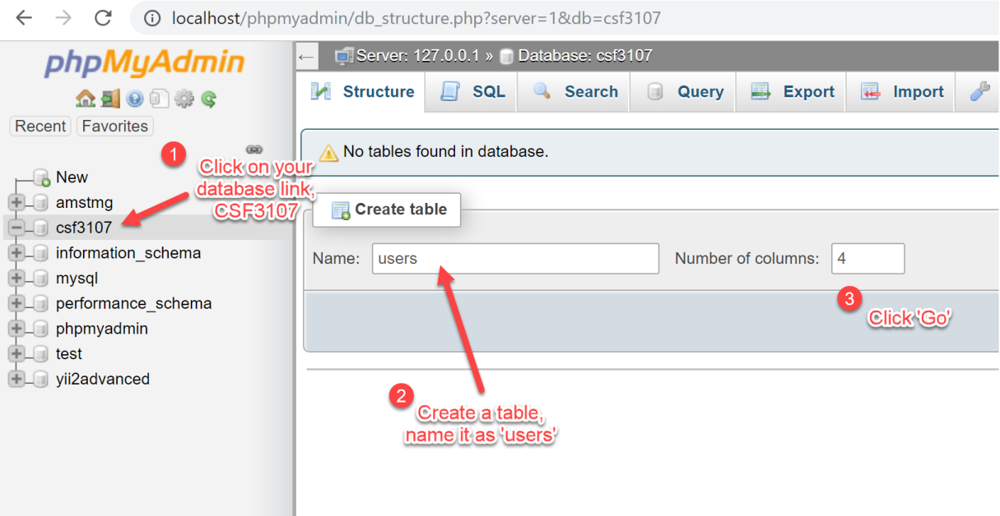 localhost/phpmyadmin/db_structure.php?server=1&db=csf3107
phpMyAdmin
Recent Favorites
New
amstmg
csf3107
information_schema
mysql
performance_schema
phpmyadmin
test
yii2advanced
Server: 127.0.0.1 » Database: csf3107
Structure SQL Search Query Export Import
No tables found in database.
1
Click on your
database link,
CSF3107
Create table
Name: users Number of columns: 4
3
Click 'Go'
2
Create a table,
name it as 'users'